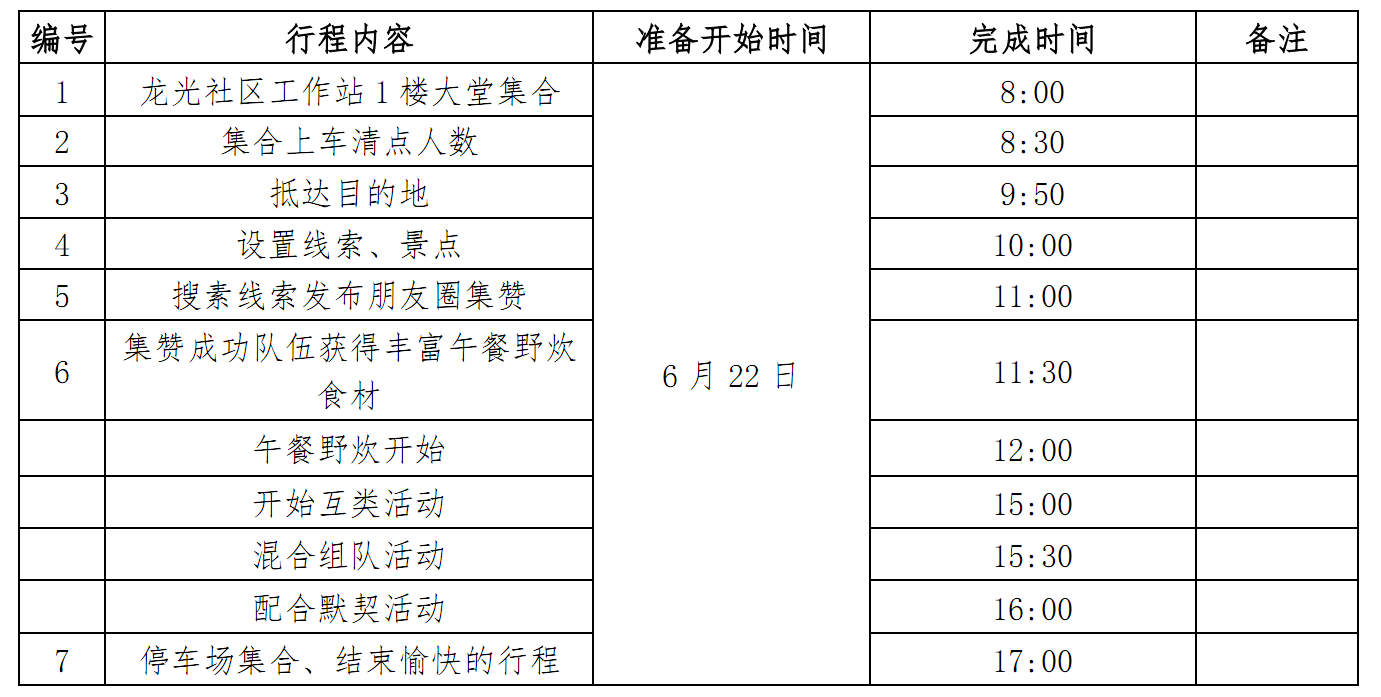 编号 行程内容 准备开始时间 完成时间 备注
1 龙光社区工作站1楼大堂集合 8:00
2 集合上车清点人数 8:30
3 抵达目的地 9:50
4 设置线索、景点 10:00
5 搜素线索发布朋友圈集赞 11:00
集赞成功队伍获得丰富午餐野炊
6 食材 6月22日 11:30
午餐野炊开始 12:00
开始互类活动 15:00
混合组队活动 15:30
配合默契活动 16:00
7 停车场集合、结束愉快的行程 17:00